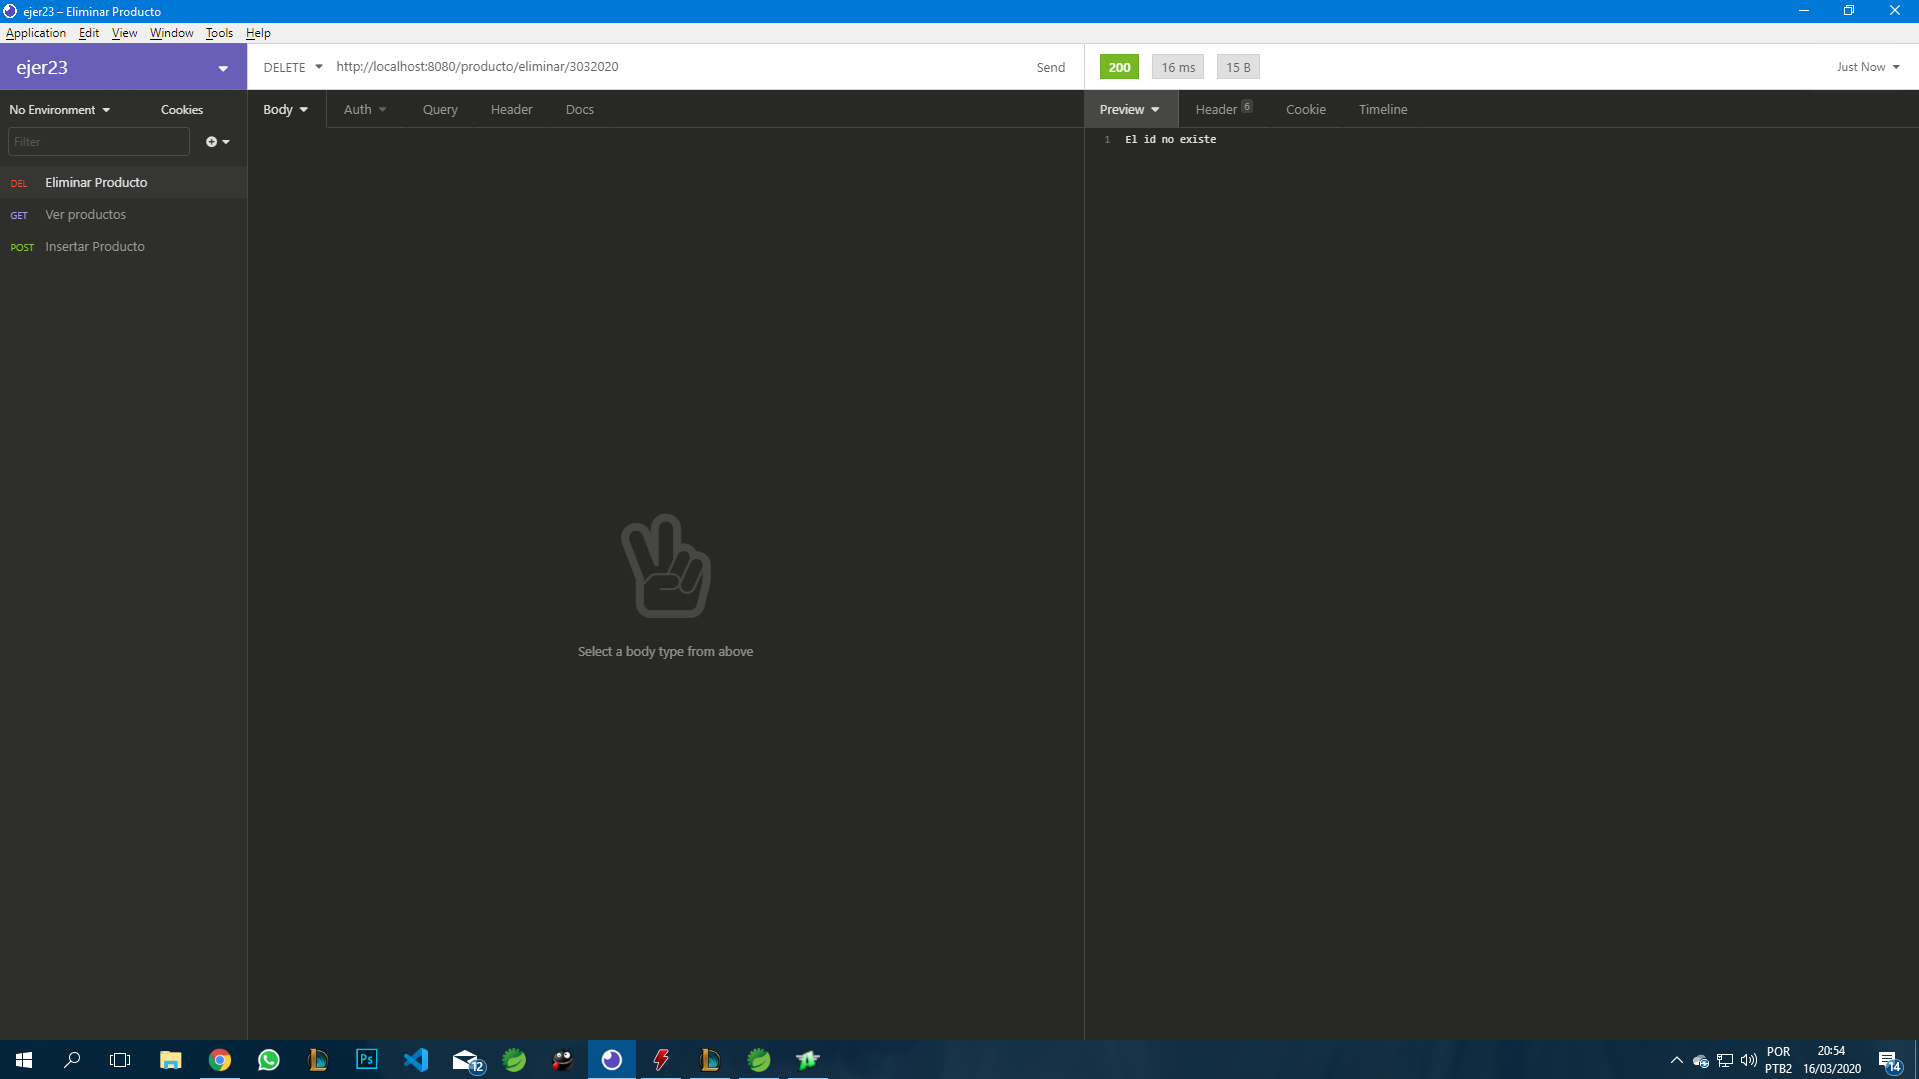 ejer23 – Eliminar Producto
Application Edit View Window Tools Help
ejer23
DELETE http://localhost:8080/producto/eliminar/3032020 Send
200 16 ms 15 B Just Now
No Environment Cookies
Body Auth Query Header Docs
Preview Header 6 Cookie Timeline
Filter
1 El id no existe
DEL Eliminar Producto
GET Ver productos
POST Insertar Producto
Select a body type from above
Ps
12
POR
PTB2
20:54
16/03/2020
14